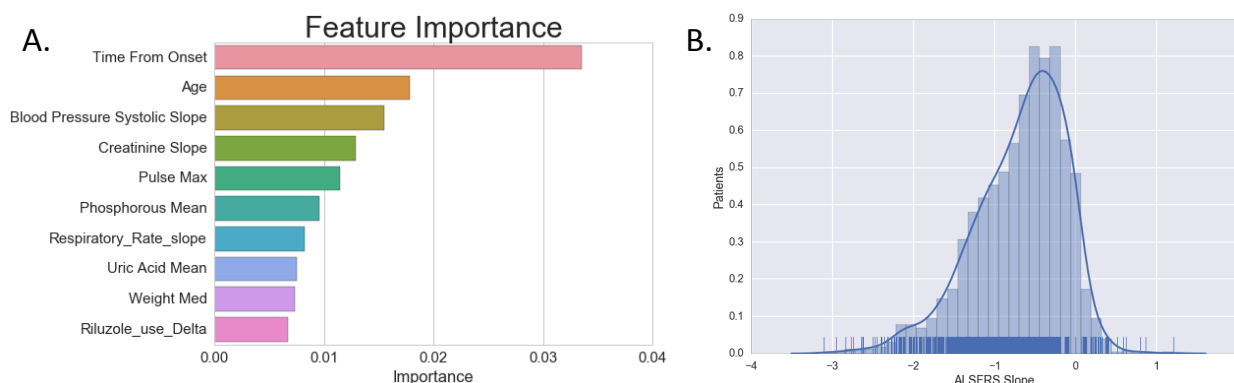 A.
Feature Importance
Time From Onset
Age
Blood Pressure Systolic Slope
Creatinine Slope
Pulse Max
Phosphorous Mean
Respiratory_Rate_slope
Uric Acid Mean
Weight Med
Riluzole_use_Delta
0.00 0.01 0.02 0.03 0.04
Importance
B.
Patients
0.9
0.8
0.7
0.6
0.5
0.4
0.3
0.2
0.1
0.0
−4 −3 −2 −1 0 1
ALSFRS Slope